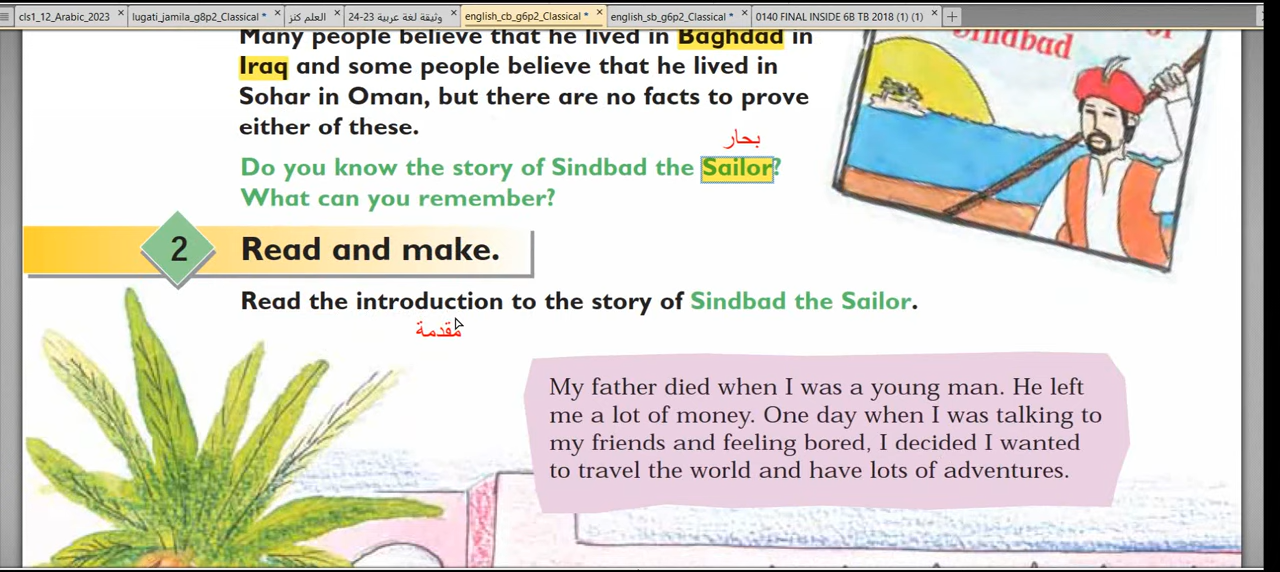 cls1_12_Arabic_2023
lugati_jamila_g8p2_Classical *
العلم كنز
وثيقة لغة عربية 23-24
english_cb_g6p2_Classical *
english_sb_g6p2_Classical *
0140 FINAL INSIDE 6B TB 2018 (1) (1)
Many people believe that he lived in Baghdad in
Iraq and some people believe that he lived in
Sohar in Oman, but there are no facts to prove
either of these.
بحار
Do you know the story of Sindbad the Sailor?
What can you remember?
of
Sindbad
2 Read and make.
Read the introduction to the story of Sindbad the Sailor.
مقدمة
My father died when I was a young man. He left
me a lot of money. One day when I was talking to
my friends and feeling bored, I decided I wanted
to travel the world and have lots of adventures.